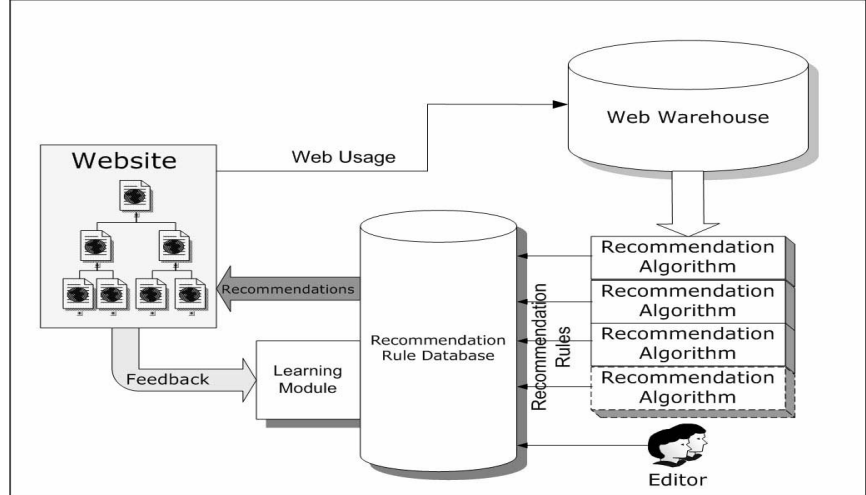 Web Warehouse
Website
Web Usage
Recommendation
Algorithm
Recommendation
Algorithm
Recommendation
Algorithm
Recommendation
Algorithm
Recommendations
Recommendation
Rule Database
Recommendation
Rules
Learning
Module
Feedback
Editor